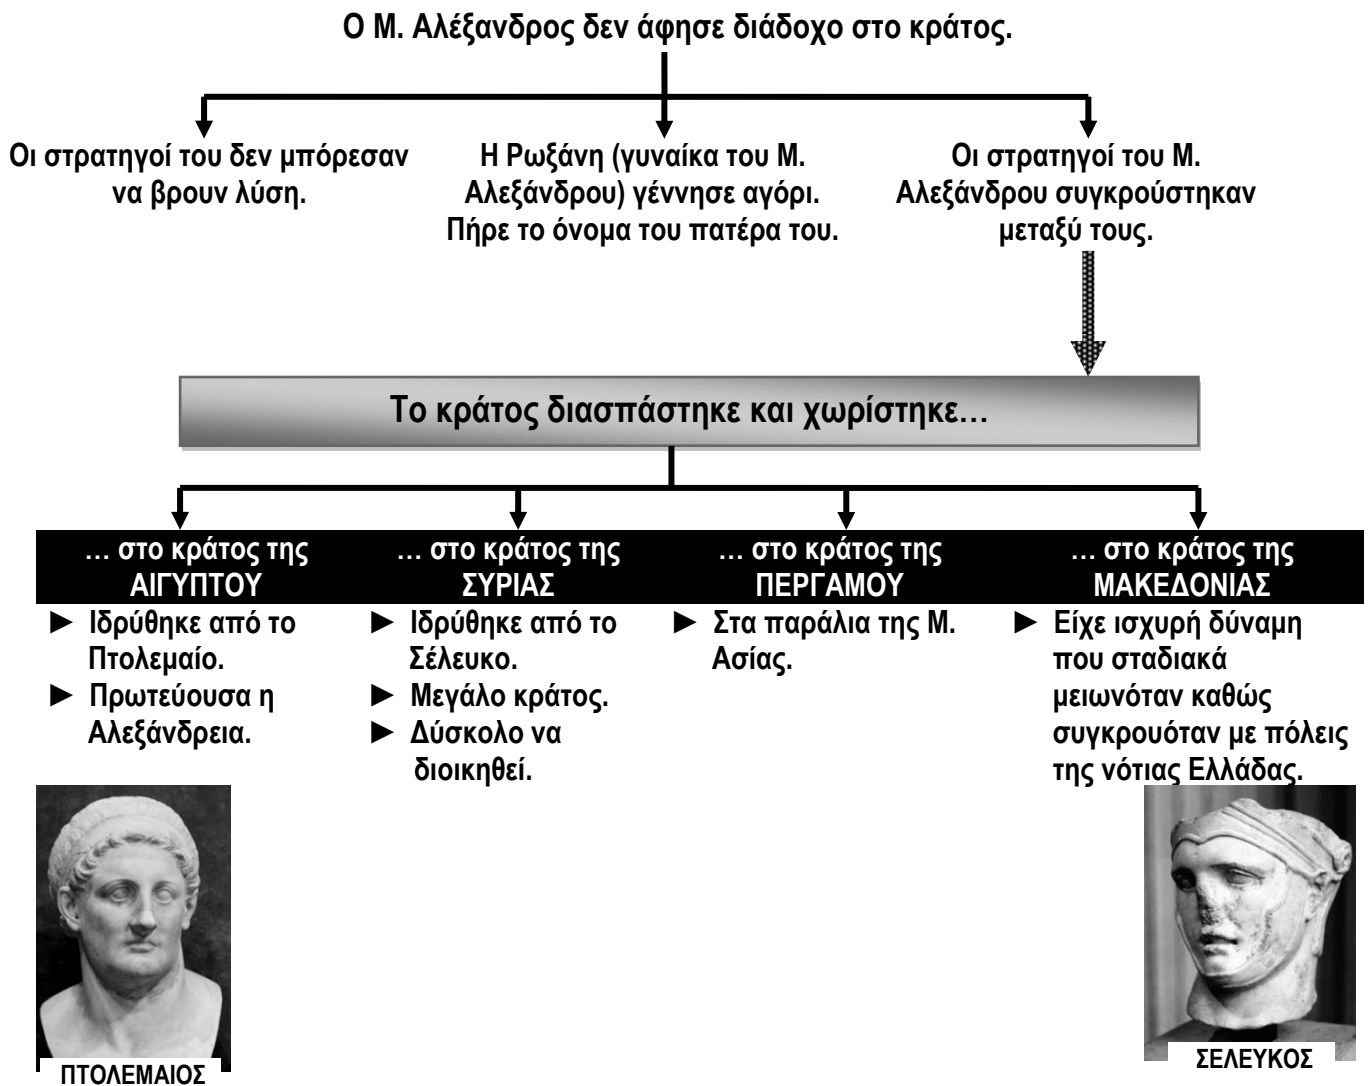 Ο Μ. Αλέξανδρος δεν άφησε διάδοχο στο κράτος.
Οι στρατηγοί του δεν μπόρεσαν
να βρουν λύση.
Η Ρωξάνη (γυναίκα του Μ.
Αλεξάνδρου) γέννησε αγόρι.
Πήρε το όνομα του πατέρα του.
Οι στρατηγοί του Μ.
Αλεξάνδρου συγκρούστηκαν
μεταξύ τους.
Το κράτος διασπάστηκε και χωρίστηκε…
… στο κράτος της
ΑΙΓΥΠΤΟΥ
► Ιδρύθηκε από το
Πτολεμαίο.
► Πρωτεύουσα η
Αλεξάνδρεια.
… στο κράτος της
ΣΥΡΙΑΣ
► Ιδρύθηκε από το
Σέλευκο.
► Μεγάλο κράτος.
► Δύσκολο να
διοικηθεί.
… στο κράτος της
ΠΕΡΓΑΜΟΥ
► Στα παράλια της Μ.
Ασίας.
… στο κράτος της
ΜΑΚΕΔΟΝΙΑΣ
► Είχε ισχυρή δύναμη
που σταδιακά
μειωνόταν καθώς
συγκρουόταν με πόλεις
της νότιας Ελλάδας.
ΠΤΟΛΕΜΑΙΟΣ
ΣΕΛΕΥΚΟΣ